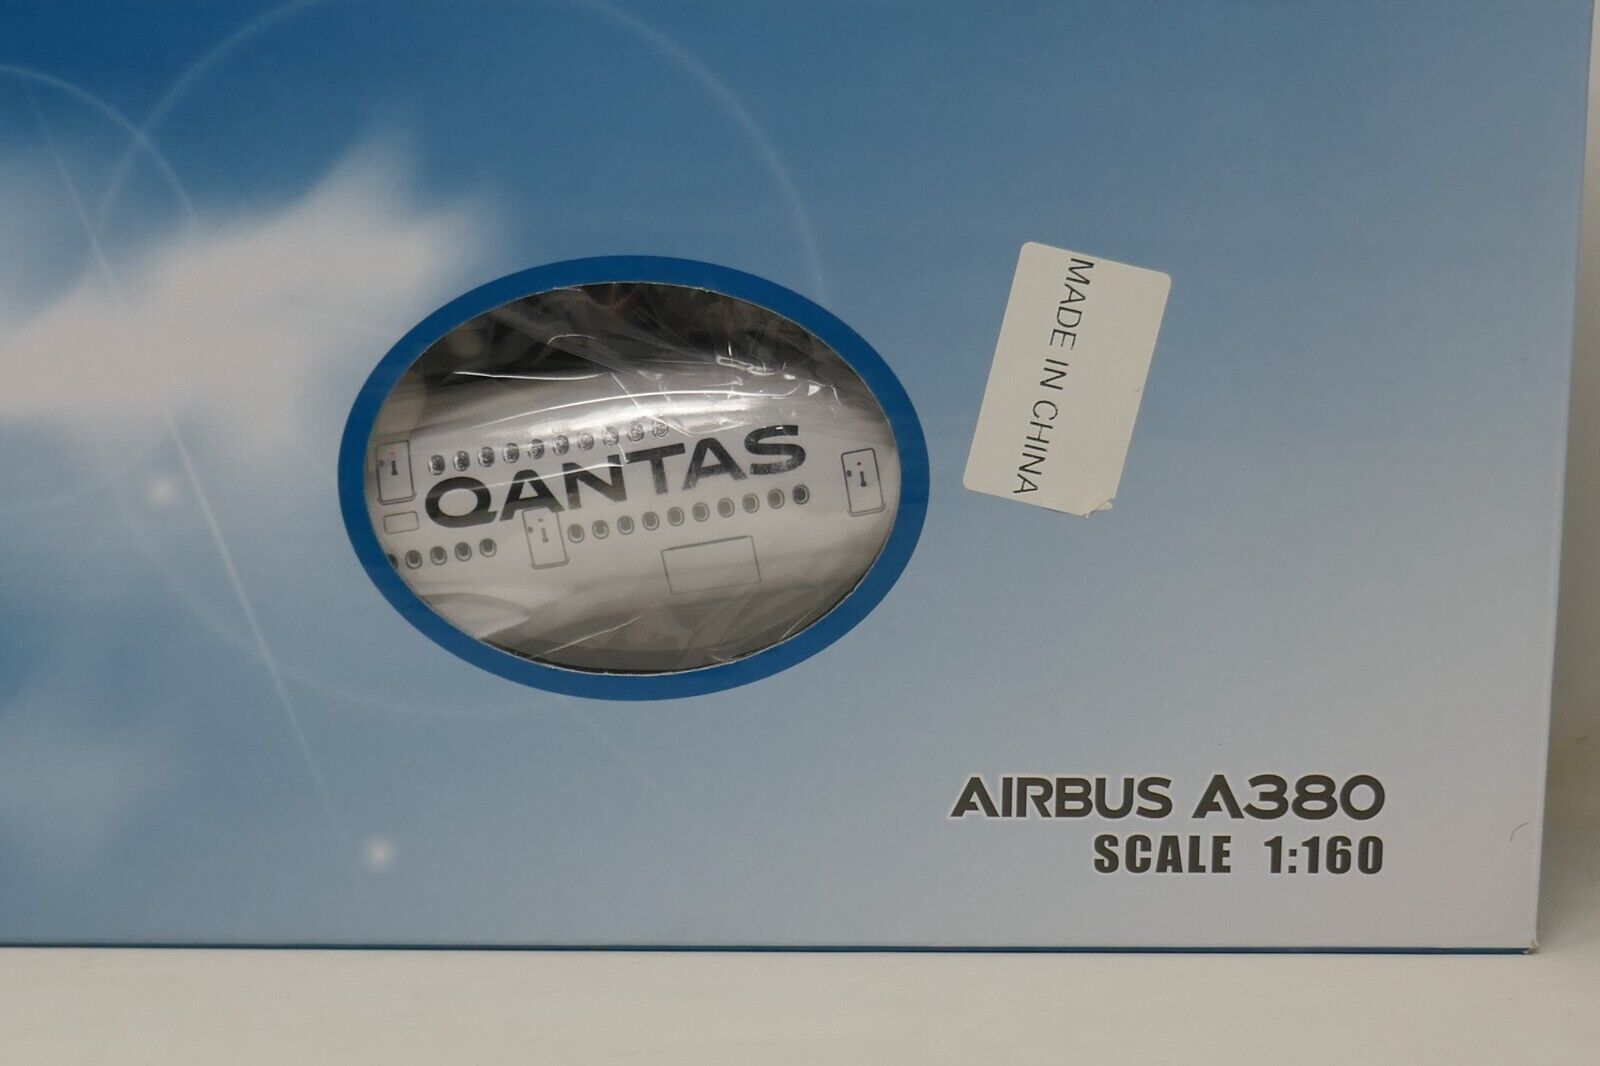 QANTAS
MADE IN CHINA
AIRBUS A380
SCALE 1:160